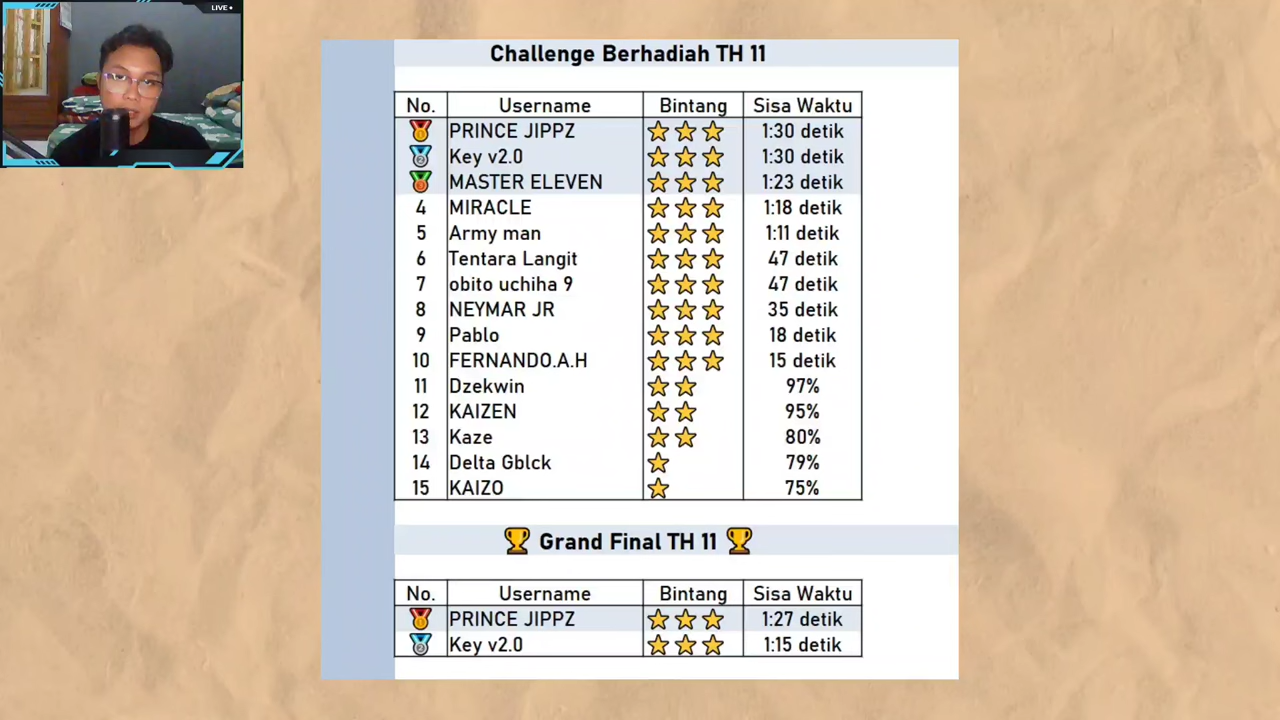 LIVE
Challenge Berhadiah TH 11
No. Username Bintang Sisa Waktu
1 PRINCE JIPPZ 1:30 detik
2 Key v2.0 1:30 detik
3 MASTER ELEVEN 1:23 detik
4 MIRACLE 1:18 detik
5 Army man 1:11 detik
6 Tentara Langit 47 detik
7 obito uchiha 9 47 detik
8 NEYMAR JR 35 detik
9 Pablo 18 detik
10 FERNANDO.A.H 15 detik
11 Dzekwin 97%
12 KAIZEN 95%
13 Kaze 80%
14 Delta Gblck 79%
15 KAIZO 75%
Grand Final TH 11
No. Username Bintang Sisa Waktu
1 PRINCE JIPPZ 1:27 detik
2 Key v2.0 1:15 detik